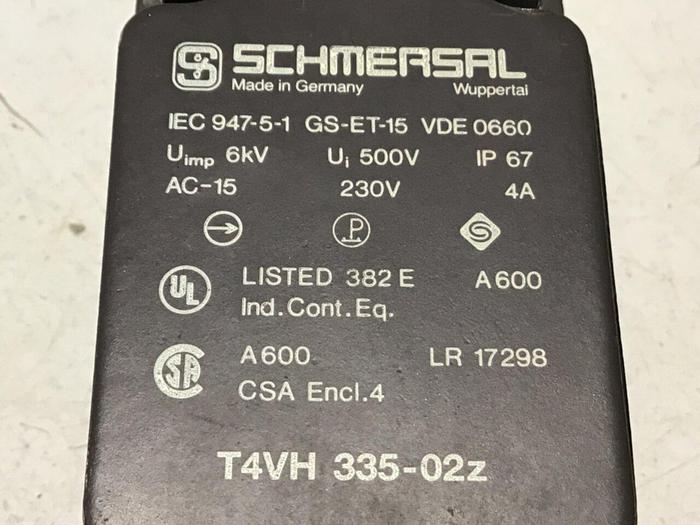 SCHMERSAL
Made in Germany Wuppertal
IEC 947-5-1 GS-ET-15 VDE 0660
Uimp 6kV Ui 500V IP 67
AC-15 230V 4A
P S
UL LISTED 382 E A600
Ind. Cont. Eq.
CSA A600 LR 17298
CSA Encl.4
T4VH 335-02z